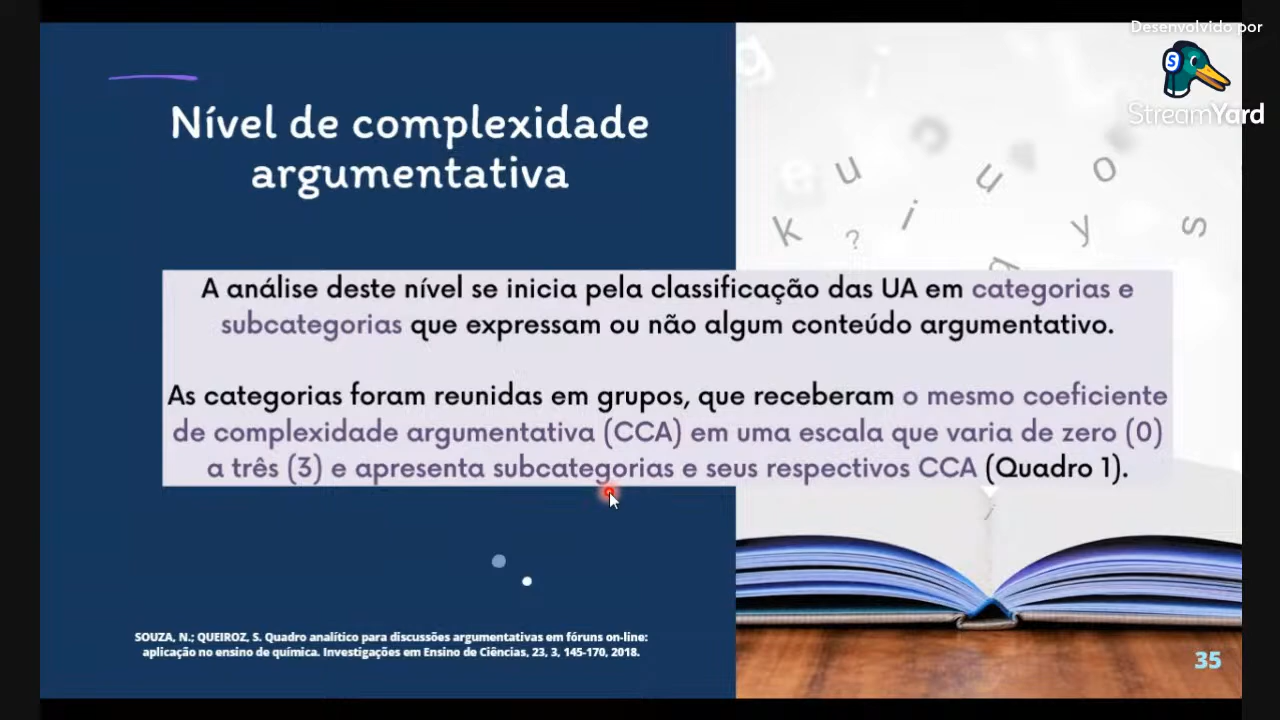 Desenvolvido por
StreamYard
Nível de complexidade
argumentativa
A análise deste nível se inicia pela classificação das UA em categorias e
subcategorias que expressam ou não algum conteúdo argumentativo.
As categorias foram reunidas em grupos, que receberam o mesmo coeficiente
de complexidade argumentativa (CCA) em uma escala que varia de zero (0)
a três (3) e apresenta subcategorias e seus respectivos CCA (Quadro 1).
SOUZA, N.; QUEIROZ, S. Quadro analítico para discussões argumentativas em fóruns on-line:
aplicação no ensino de química. Investigações em Ensino de Ciências, 23, 3, 145-170, 2018.
35